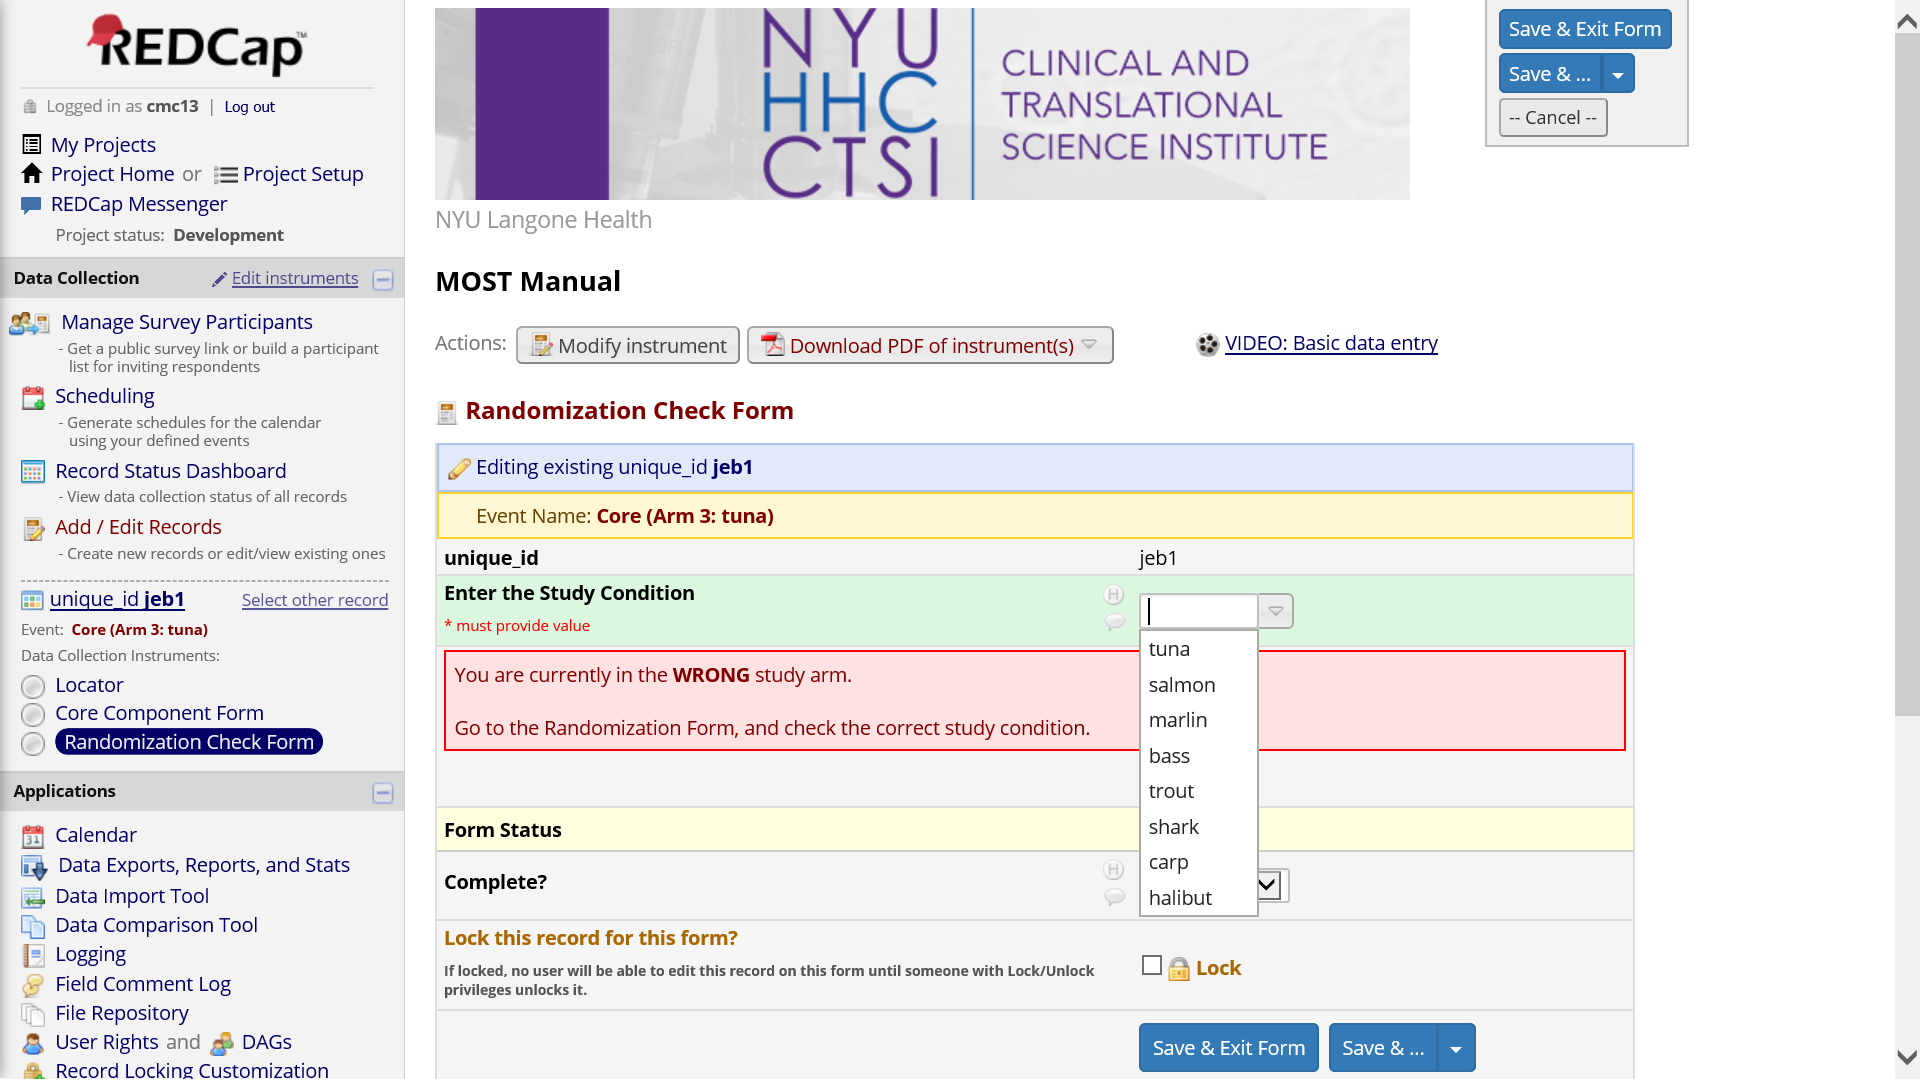 REDCap™
Logged in as cmc13 | Log out
My Projects
Project Home or Project Setup
REDCap Messenger
Project status: Development
Data Collection Edit instruments
Manage Survey Participants
- Get a public survey link or build a participant
list for inviting respondents
Scheduling
- Generate schedules for the calendar
using your defined events
Record Status Dashboard
- View data collection status of all records
Add / Edit Records
- Create new records or edit/view existing ones
unique_id jeb1 Select other record
Event: Core (Arm 3: tuna)
Data Collection Instruments:
Locator
Core Component Form
Randomization Check Form
Applications
Calendar
Data Exports, Reports, and Stats
Data Import Tool
Data Comparison Tool
Logging
Field Comment Log
File Repository
User Rights and DAGs
Record Locking Customization
NYU
HHC
CTSI
CLINICAL AND
TRANSLATIONAL
SCIENCE INSTITUTE
NYU Langone Health
Save & Exit Form
Save & ...
-- Cancel --
MOST Manual
Actions: Modify instrument Download PDF of instrument(s) VIDEO: Basic data entry
Randomization Check Form
Editing existing unique_id jeb1
Event Name: Core (Arm 3: tuna)
unique_id jeb1
Enter the Study Condition
* must provide value
H
tuna
salmon
marlin
bass
trout
shark
carp
halibut
You are currently in the WRONG study arm.
Go to the Randomization Form, and check the correct study condition.
Form Status
Complete?
H
Lock this record for this form?
If locked, no user will be able to edit this record on this form until someone with Lock/Unlock
privileges unlocks it.
Lock
Save & Exit Form Save & ...